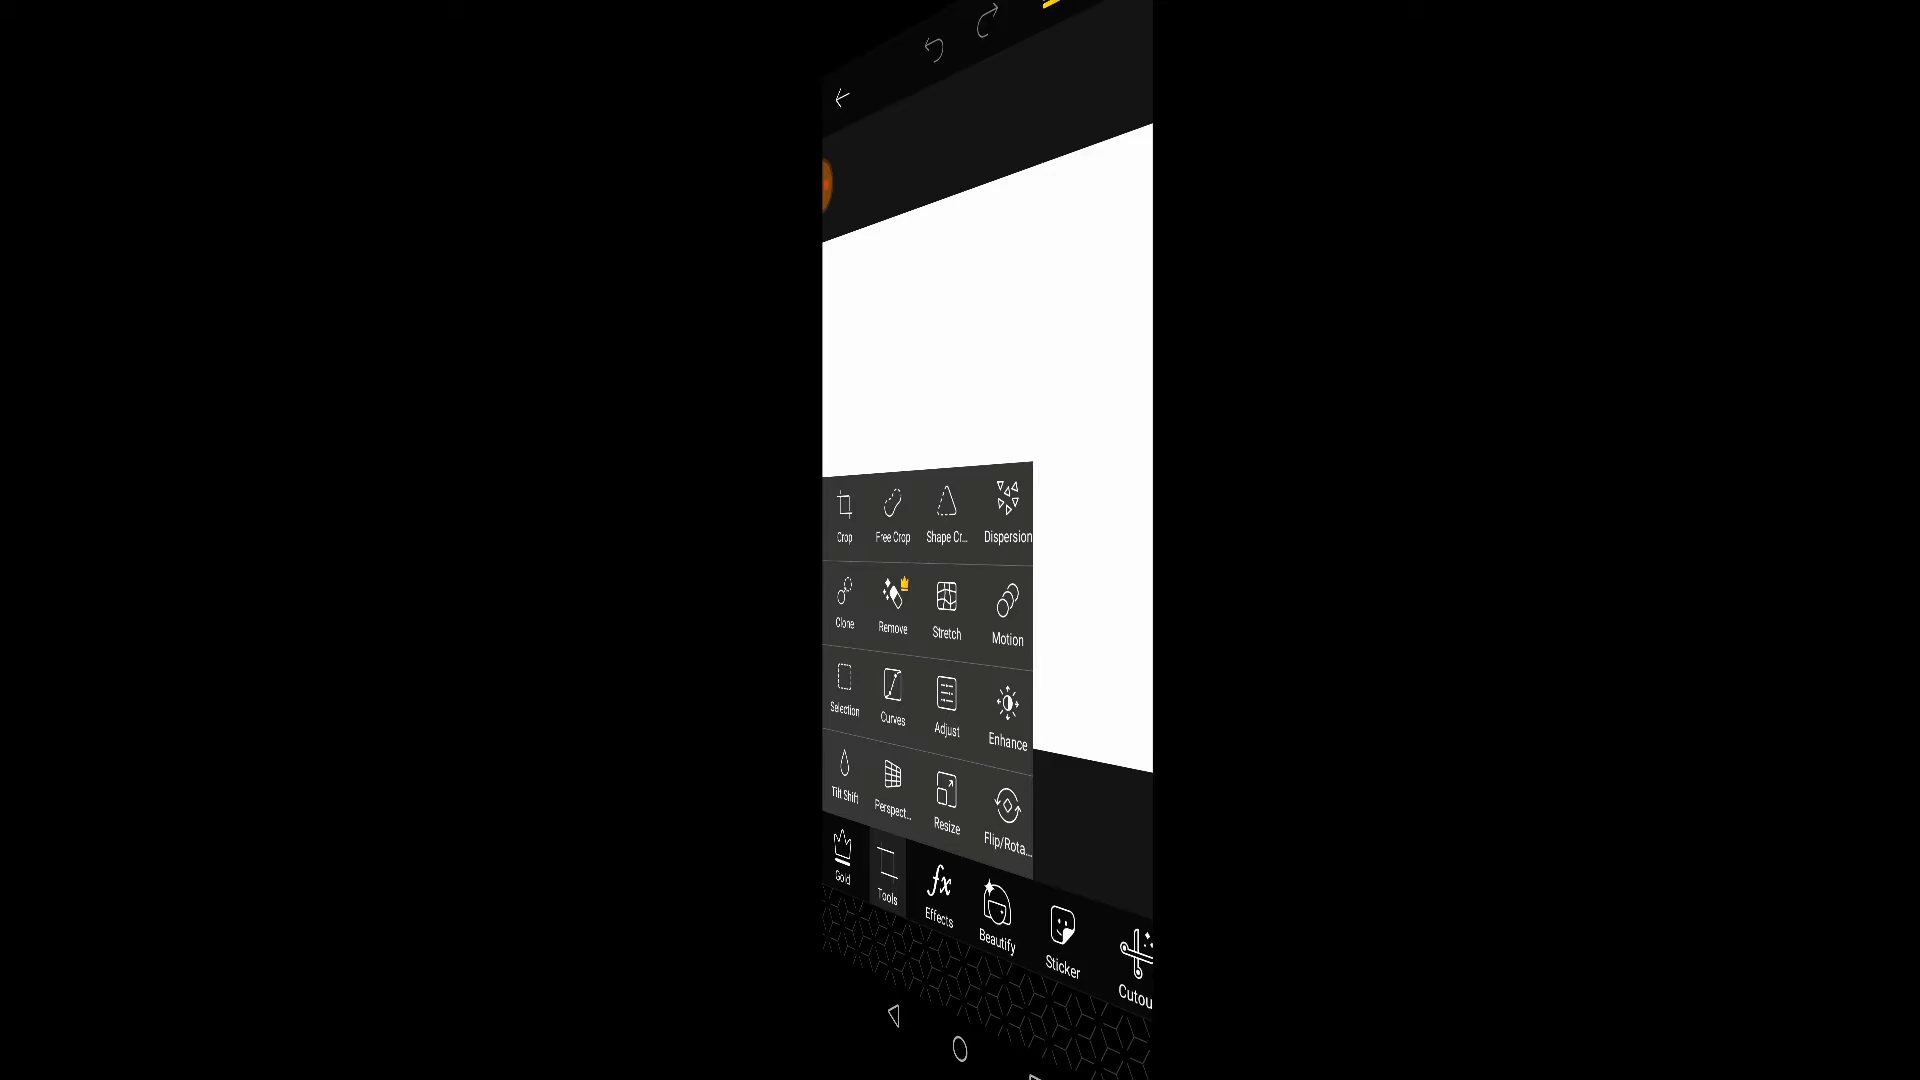 Crop Free Crop Shape Cr... Dispersion
Clone Remove Stretch Motion
Selection Curves Adjust Enhance
Tilt Shift Perspect... Resize Flip/Rota...
Gold Tools Effects Beautify Sticker Cutou